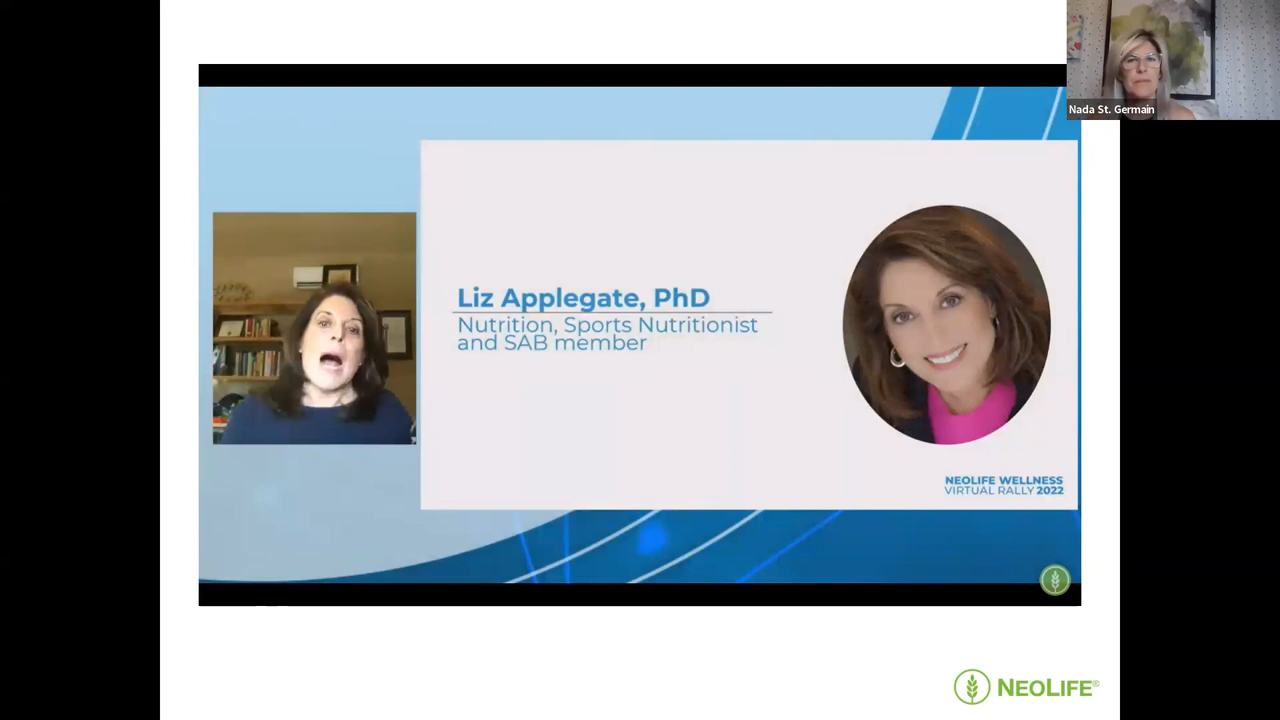 Nada St. Germain
Liz Applegate, PhD
Nutrition, Sports Nutritionist
and SAB member
NEOLIFE WELLNESS
VIRTUAL RALLY 2022
NEOLIFE®